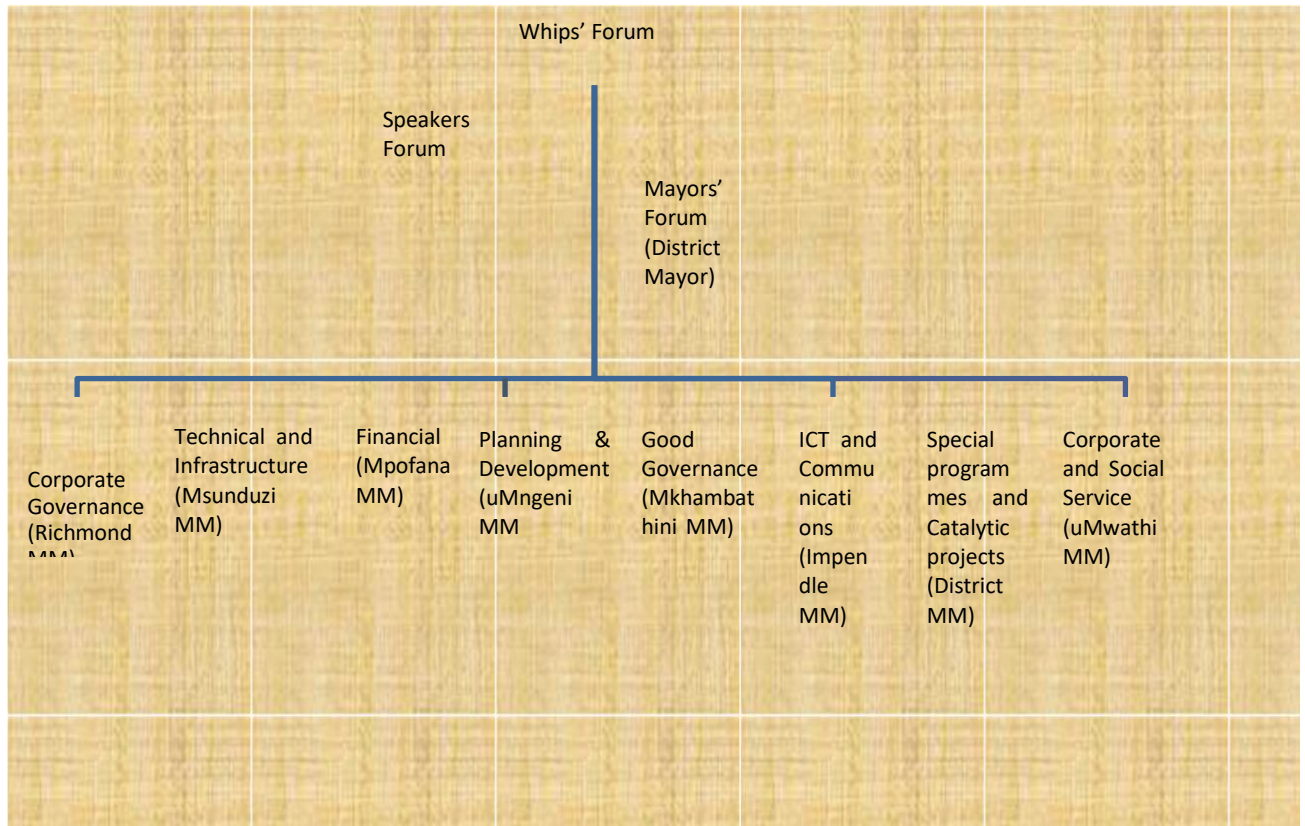 Whips’ Forum
Speakers
Forum
Mayors’
Forum
(District
Mayor)
Corporate
Governance
(Richmond
MM)
Technical and
Infrastructure
(Msunduzi
MM)
Financial
(Mpofana
MM)
Planning &
Development
(uMngeni
MM
Good
Governance
(Mkhambat
hini MM)
ICT and
Commu
nicati
ons
(Impen
dle
MM)
Special
program
mes and
Catalytic
projects
(District
MM)
Corporate
and Social
Service
(uMwathi
MM)